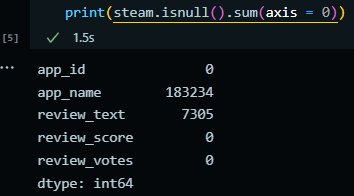 print(steam.isnull().sum(axis = 0))
[5]
1.5s
...
app_id 0
app_name 183234
review_text 7305
review_score 0
review_votes 0
dtype: int64